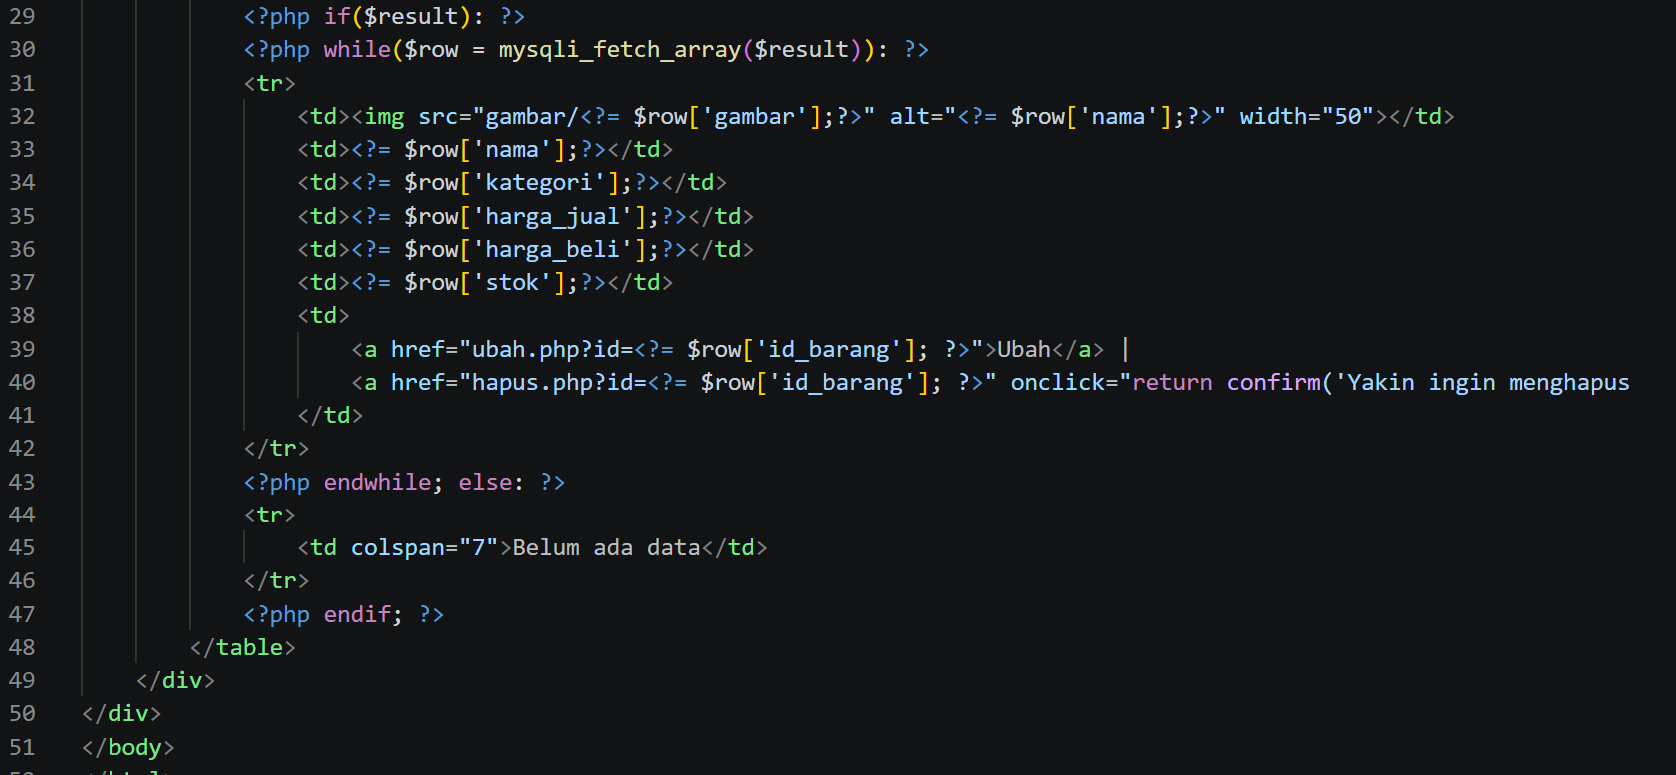 29 <?php if($result): ?>
30 <?php while($row = mysqli_fetch_array($result)): ?>
31 <tr>
32 <td><img src="gambar/<?= $row['gambar'];?>" alt="<?= $row['nama'];?>" width="50"></td>
33 <td><?= $row['nama'];?></td>
34 <td><?= $row['kategori'];?></td>
35 <td><?= $row['harga_jual'];?></td>
36 <td><?= $row['harga_beli'];?></td>
37 <td><?= $row['stok'];?></td>
38 <td>
39 <a href="ubah.php?id=<?= $row['id_barang']; ?>">Ubah</a> |
40 <a href="hapus.php?id=<?= $row['id_barang']; ?>" onclick="return confirm('Yakin ingin menghapus
41 </td>
42 </tr>
43 <?php endwhile; else: ?>
44 <tr>
45 <td colspan="7">Belum ada data</td>
46 </tr>
47 <?php endif; ?>
48 </table>
49 </div>
50 </div>
51 </body>